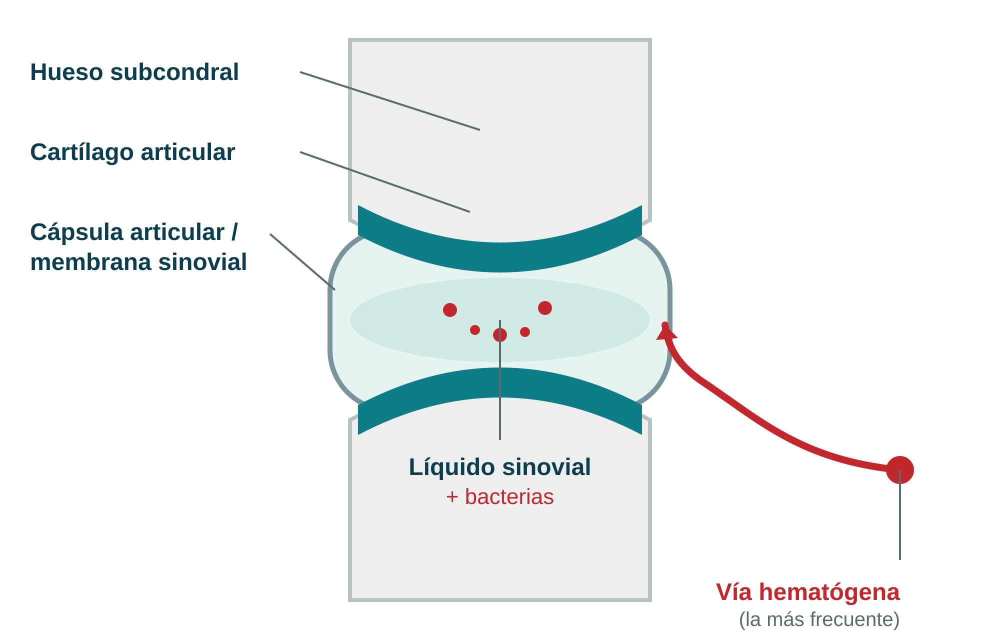 Hueso subcondral
Cartílago articular
Cápsula articular /
membrana sinovial
Líquido sinovial
+ bacterias
Vía hematógena
(la más frecuente)